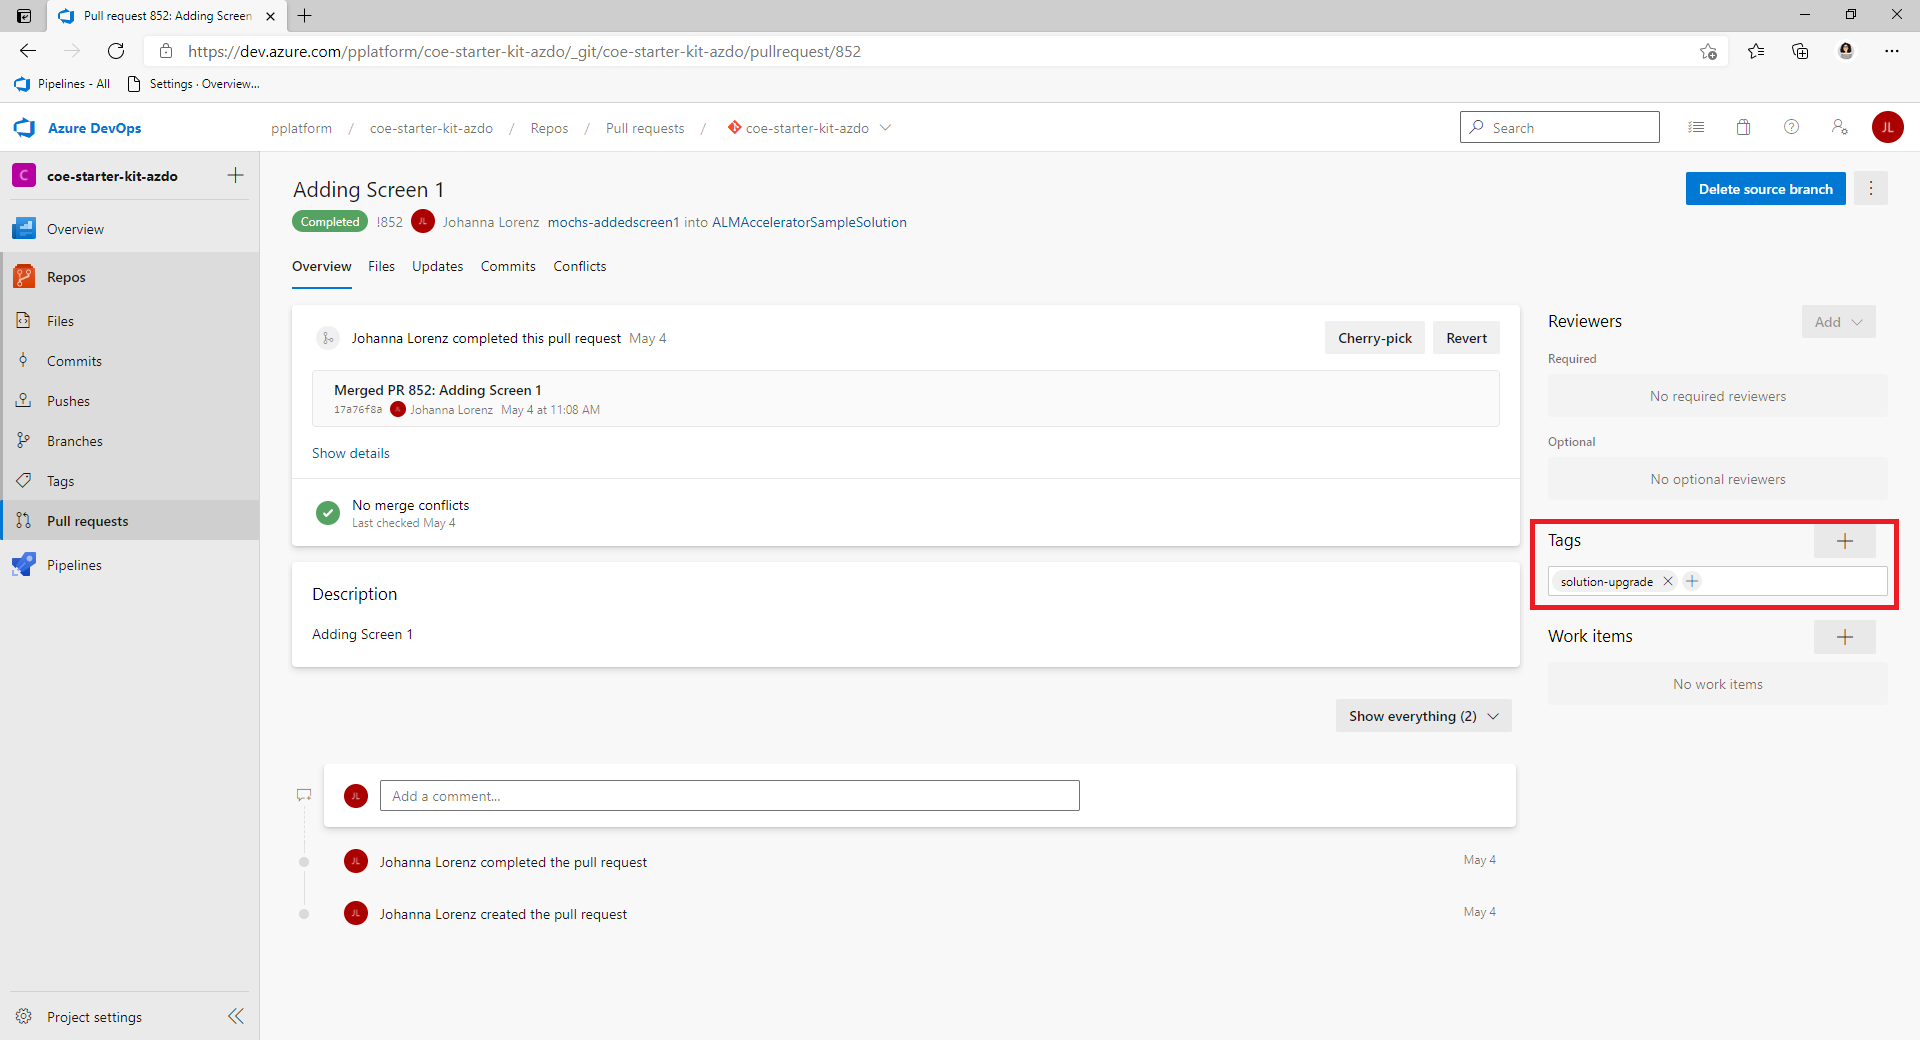 Pull request 852: Adding Screen
https://dev.azure.com/pplatform/coe-starter-kit-azdo/_git/coe-starter-kit-azdo/pullrequest/852
Pipelines - All
Settings · Overview...
Azure DevOps
pplatform / coe-starter-kit-azdo / Repos / Pull requests / coe-starter-kit-azdo
Search
JL
C
coe-starter-kit-azdo
Overview
Repos
Files
Commits
Pushes
Branches
Tags
Pull requests
Pipelines
Project settings
Adding Screen 1
Delete source branch
Completed !852 JL Johanna Lorenz mochs-addedscreen1 into ALMAcceleratorSampleSolution
Overview Files Updates Commits Conflicts
Johanna Lorenz completed this pull request May 4
Cherry-pick
Revert
Merged PR 852: Adding Screen 1
17a76f8a JL Johanna Lorenz May 4 at 11:08 AM
Show details
No merge conflicts
Last checked May 4
Description
Adding Screen 1
Show everything (2)
JL
Add a comment...
JL Johanna Lorenz completed the pull request May 4
JL Johanna Lorenz created the pull request May 4
Reviewers
Add
Required
No required reviewers
Optional
No optional reviewers
Tags
solution-upgrade
Work items
No work items